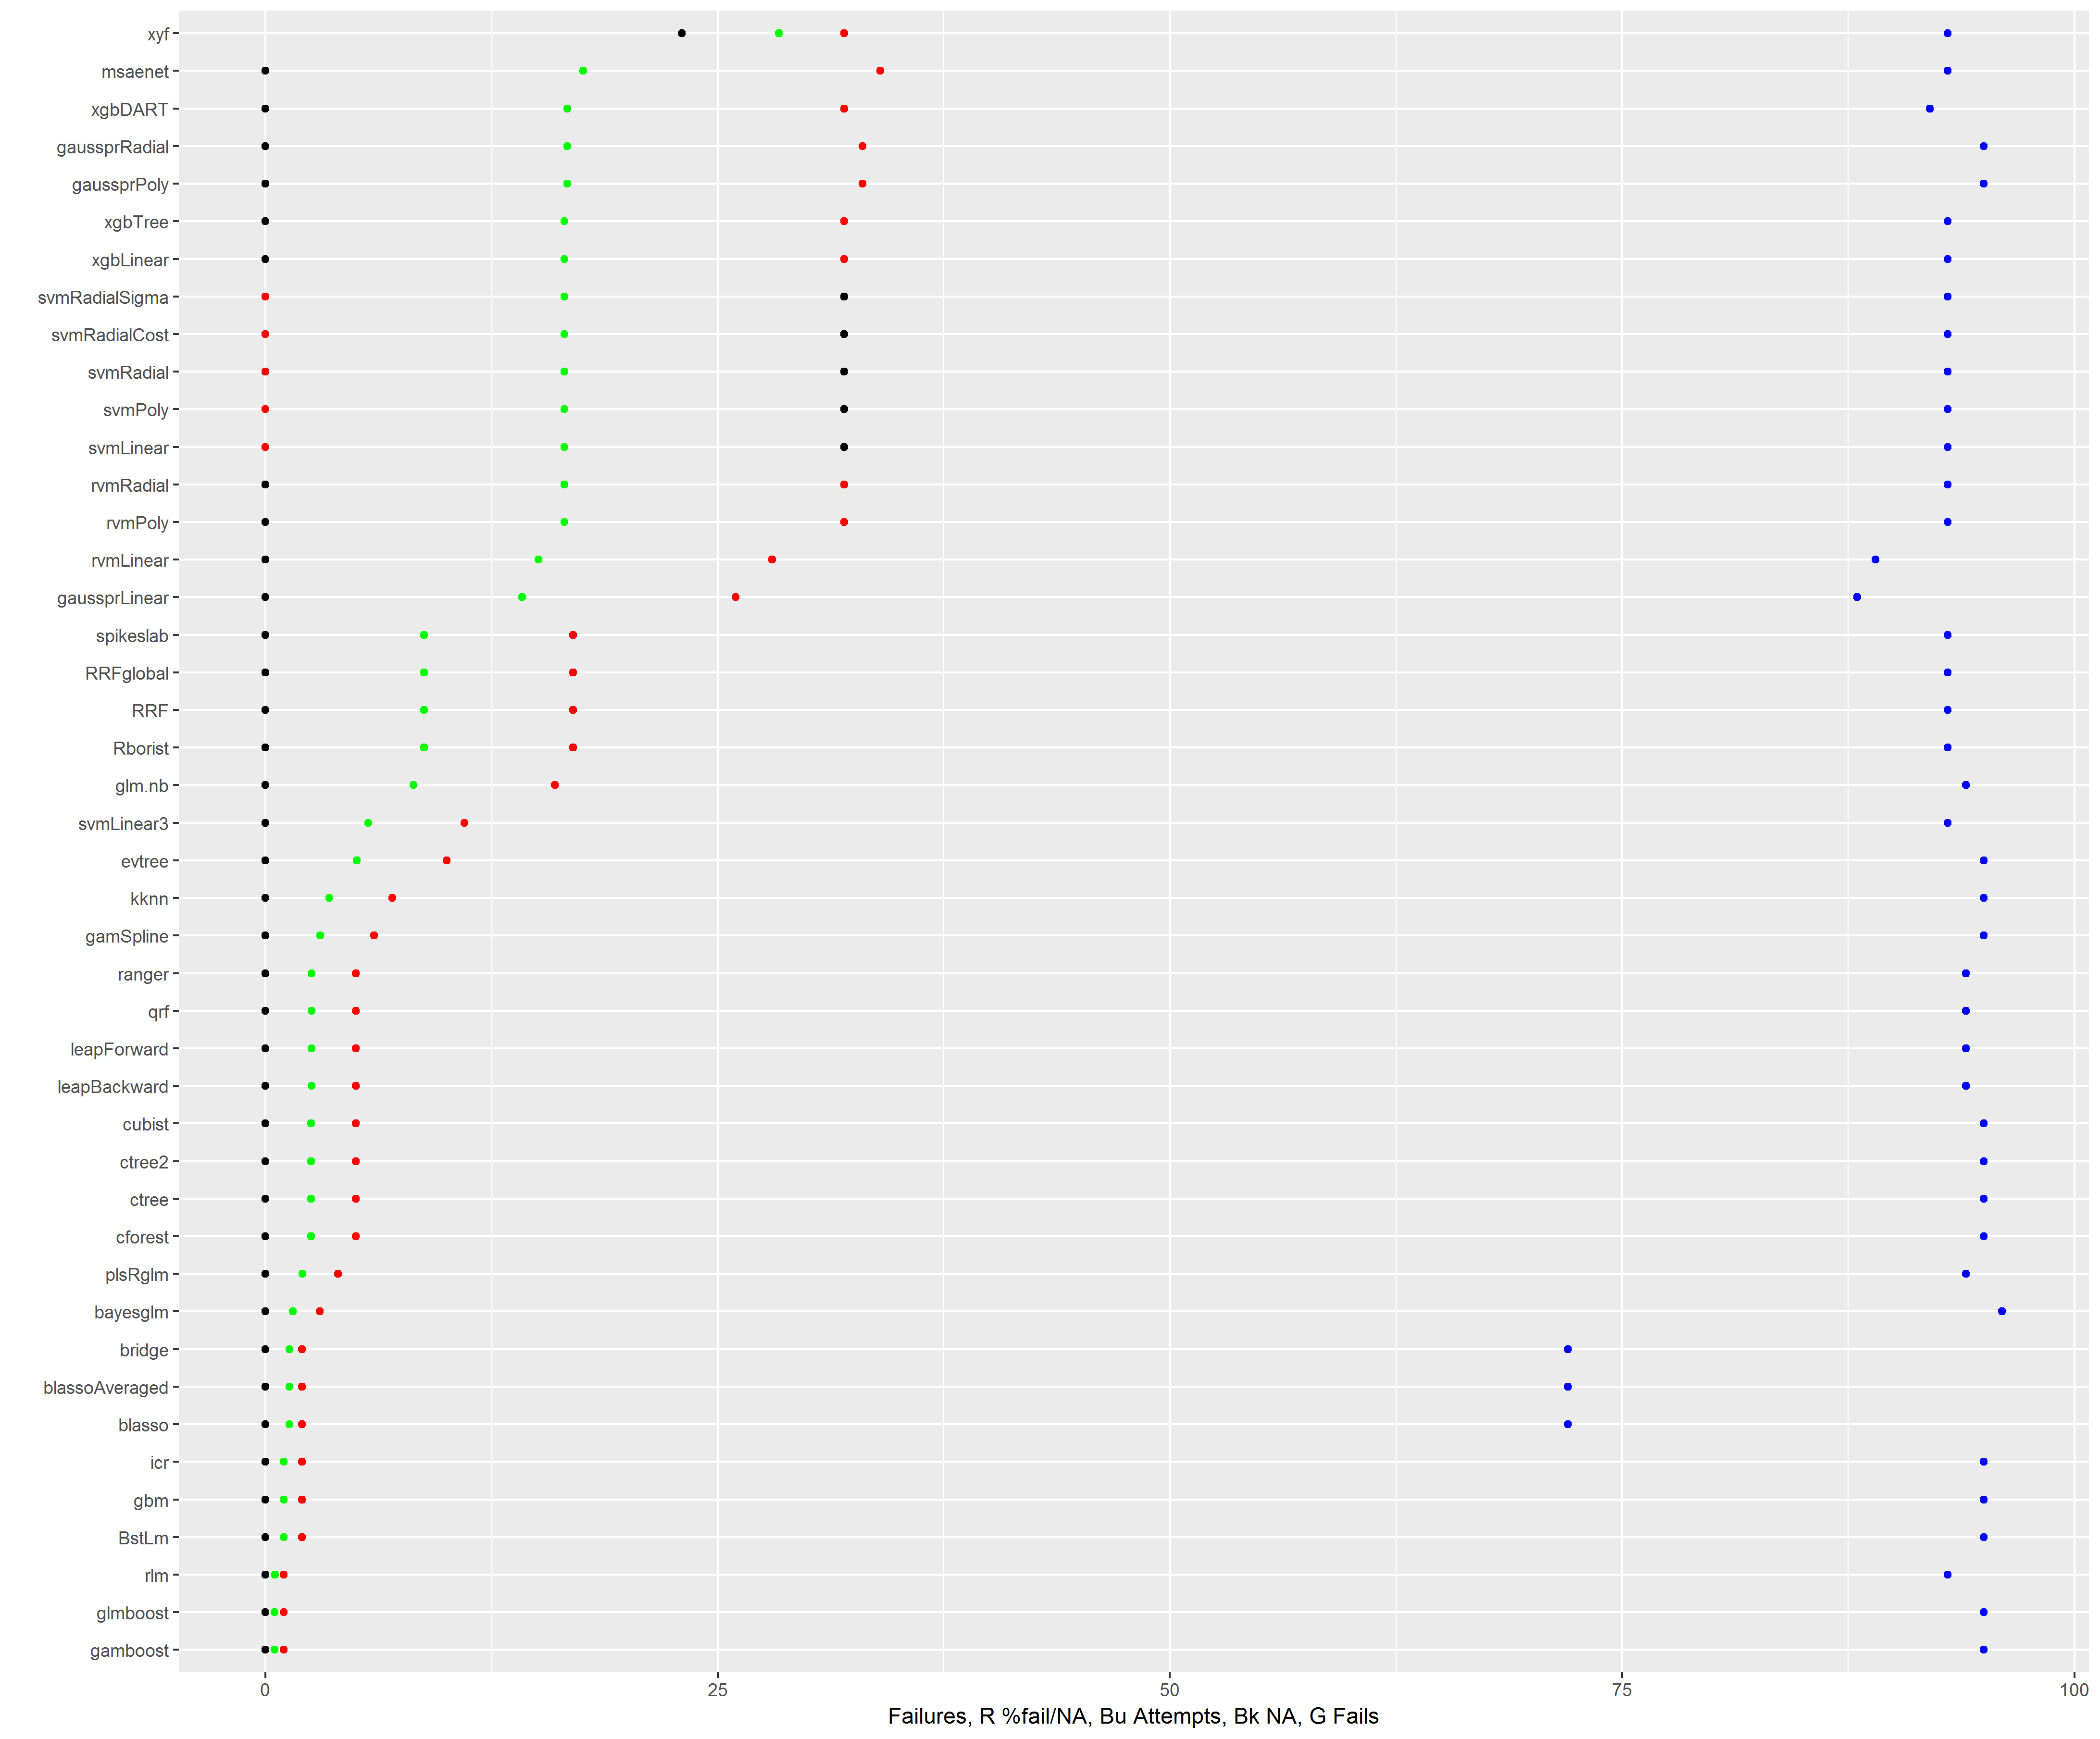 xyf
msaenet
xgbDART
gaussprRadial
gaussprPoly
xgbTree
xgbLinear
svmRadialSigma
svmRadialCost
svmRadial
svmPoly
svmLinear
rvmRadial
rvmPoly
rvmLinear
gaussprLinear
spikeslab
RRFglobal
RRF
Rborist
glm.nb
svmLinear3
evtree
kknn
gamSpline
ranger
qrf
leapForward
leapBackward
cubist
ctree2
ctree
cforest
plsRglm
bayesglm
bridge
blassoAveraged
blasso
icr
gbm
BstLm
rlm
glmboost
gamboost
0 25 50 75 100
Failures, R %fail/NA, Bu Attempts, Bk NA, G Fails